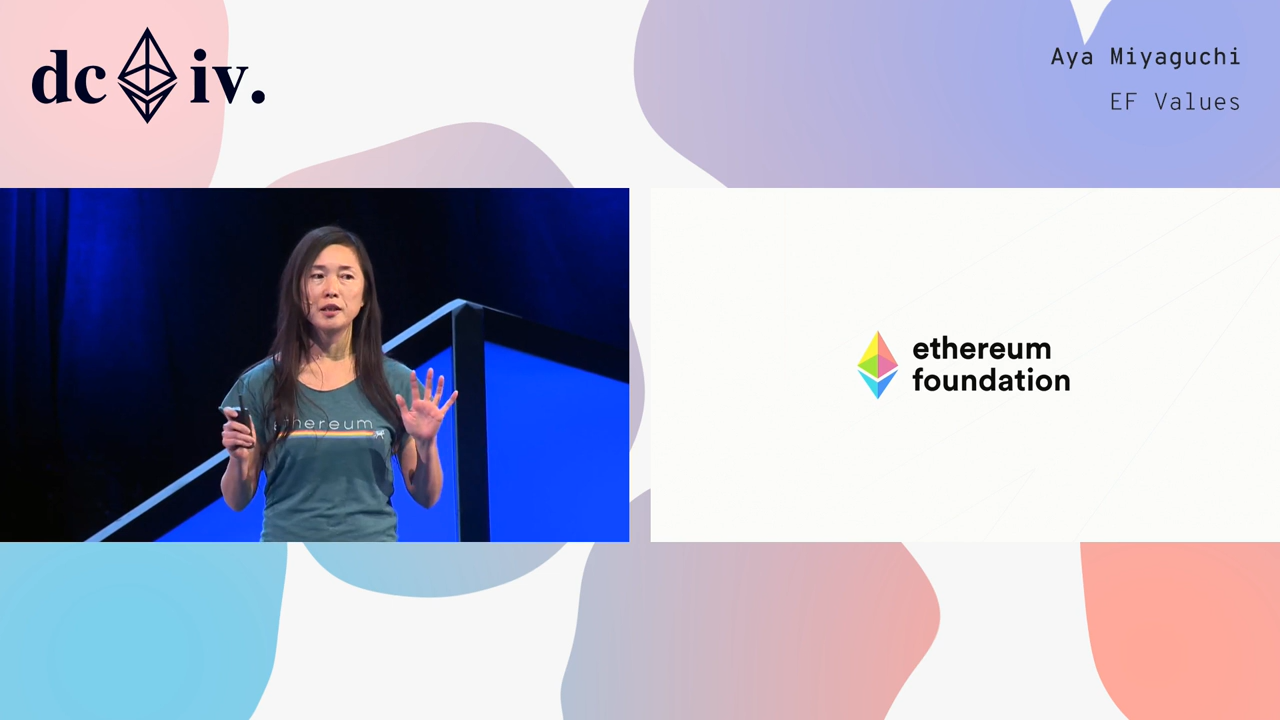 dc iv.
Aya Miyaguchi
EF Values
ethereum
ethereum
foundation